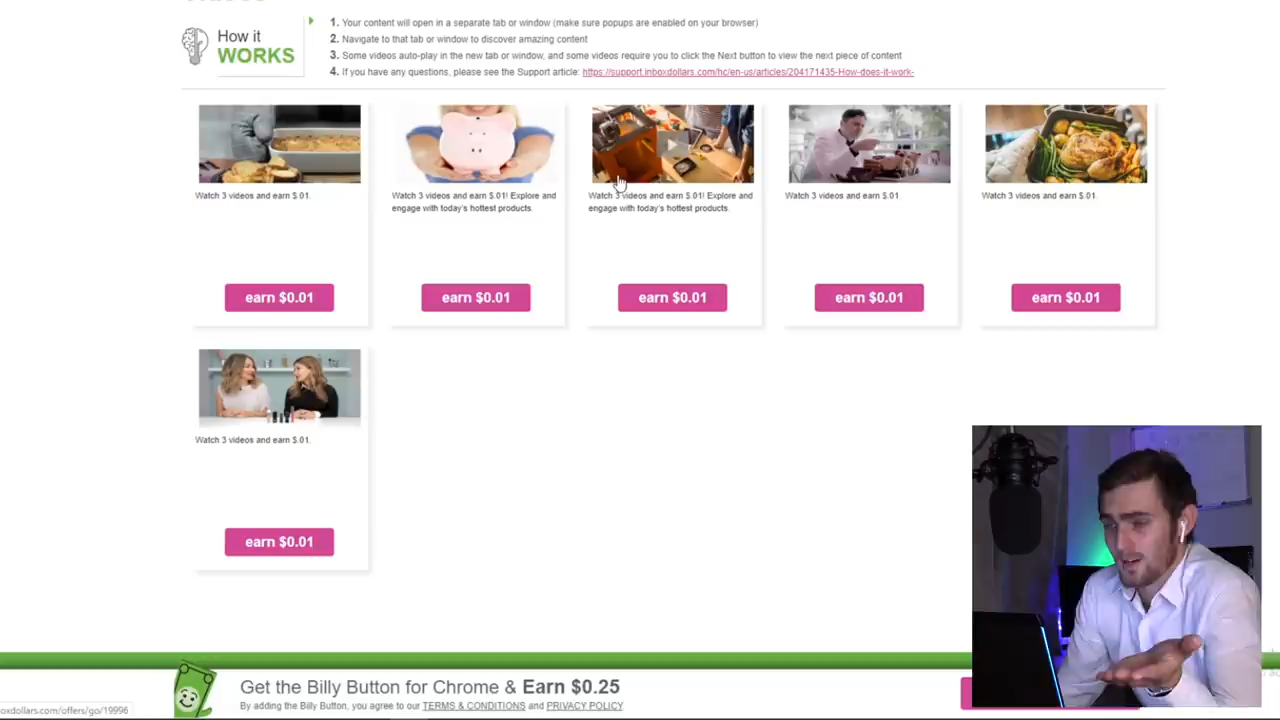 How it
WORKS
1. Your content will open in a separate tab or window (make sure popups are enabled on your browser)
2. Navigate to that tab or window to discover amazing content
3. Some videos auto-play in the new tab or window, and some videos require you to click the Next button to view the next piece of content
4. If you have any questions, please see the Support article: https://support.inboxdollars.com/hc/en-us/articles/204171435-How-does-it-work-
Watch 3 videos and earn $.01.
Watch 3 videos and earn $.01! Explore and
engage with today's hottest products.
Watch 3 videos and earn $.01! Explore and
engage with today's hottest products.
Watch 3 videos and earn $.01
Watch 3 videos and earn $.01.
earn $0.01
earn $0.01
earn $0.01
earn $0.01
earn $0.01
Watch 3 videos and earn $.01.
earn $0.01
Get the Billy Button for Chrome & Earn $0.25
By adding the Billy Button, you agree to our TERMS & CONDITIONS and PRIVACY POLICY
oxdollars.com/offers/go/19996